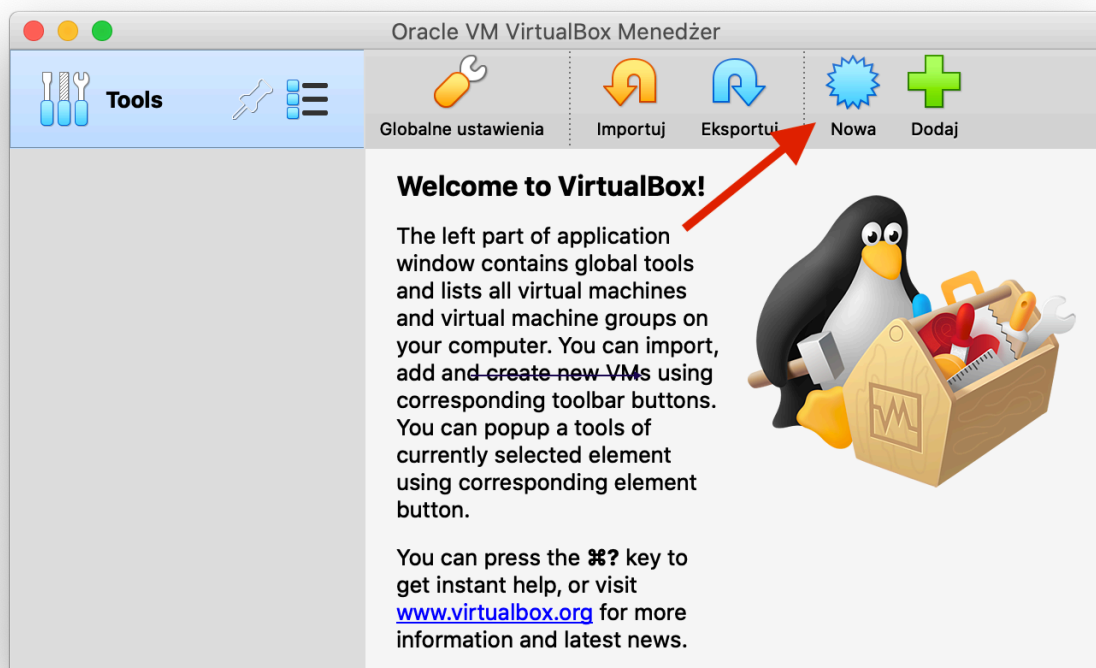 Oracle VM VirtualBox Menedżer
Tools
Globalne ustawienia
Importuj
Eksportuj
Nowa
Dodaj
Welcome to VirtualBox!
The left part of application
window contains global tools
and lists all virtual machines
and virtual machine groups on
your computer. You can import,
add and create new VMs using
corresponding toolbar buttons.
You can popup a tools of
currently selected element
using corresponding element
button.
You can press the ⌘? key to
get instant help, or visit
www.virtualbox.org for more
information and latest news.